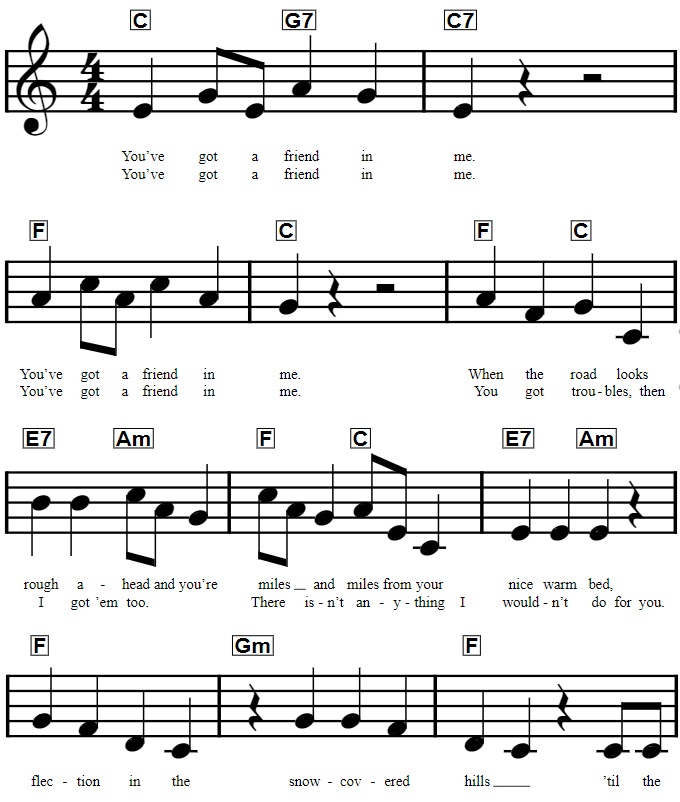 C G7 C7
4
4
You've got a friend in me.
You've got a friend in me.
F C F C
You've got a friend in me. When the road looks
You've got a friend in me. You got trou-bles, then
E7 Am F C E7 Am
rough a - head and you're miles __ and miles from your nice warm bed,
I got 'em too. There is - n't an - y - thing I would - n't do for you.
F Gm F
flec - tion in the snow - cov - ered hills _____ 'til the